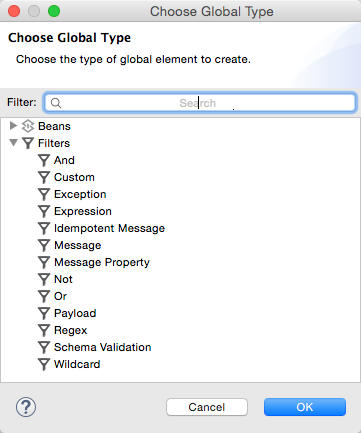 Choose Global Type
Choose Global Type
Choose the type of global element to create.
Filter: Search
Beans
Filters
And
Custom
Exception
Expression
Idempotent Message
Message
Message Property
Not
Or
Payload
Regex
Schema Validation
Wildcard
? Cancel OK